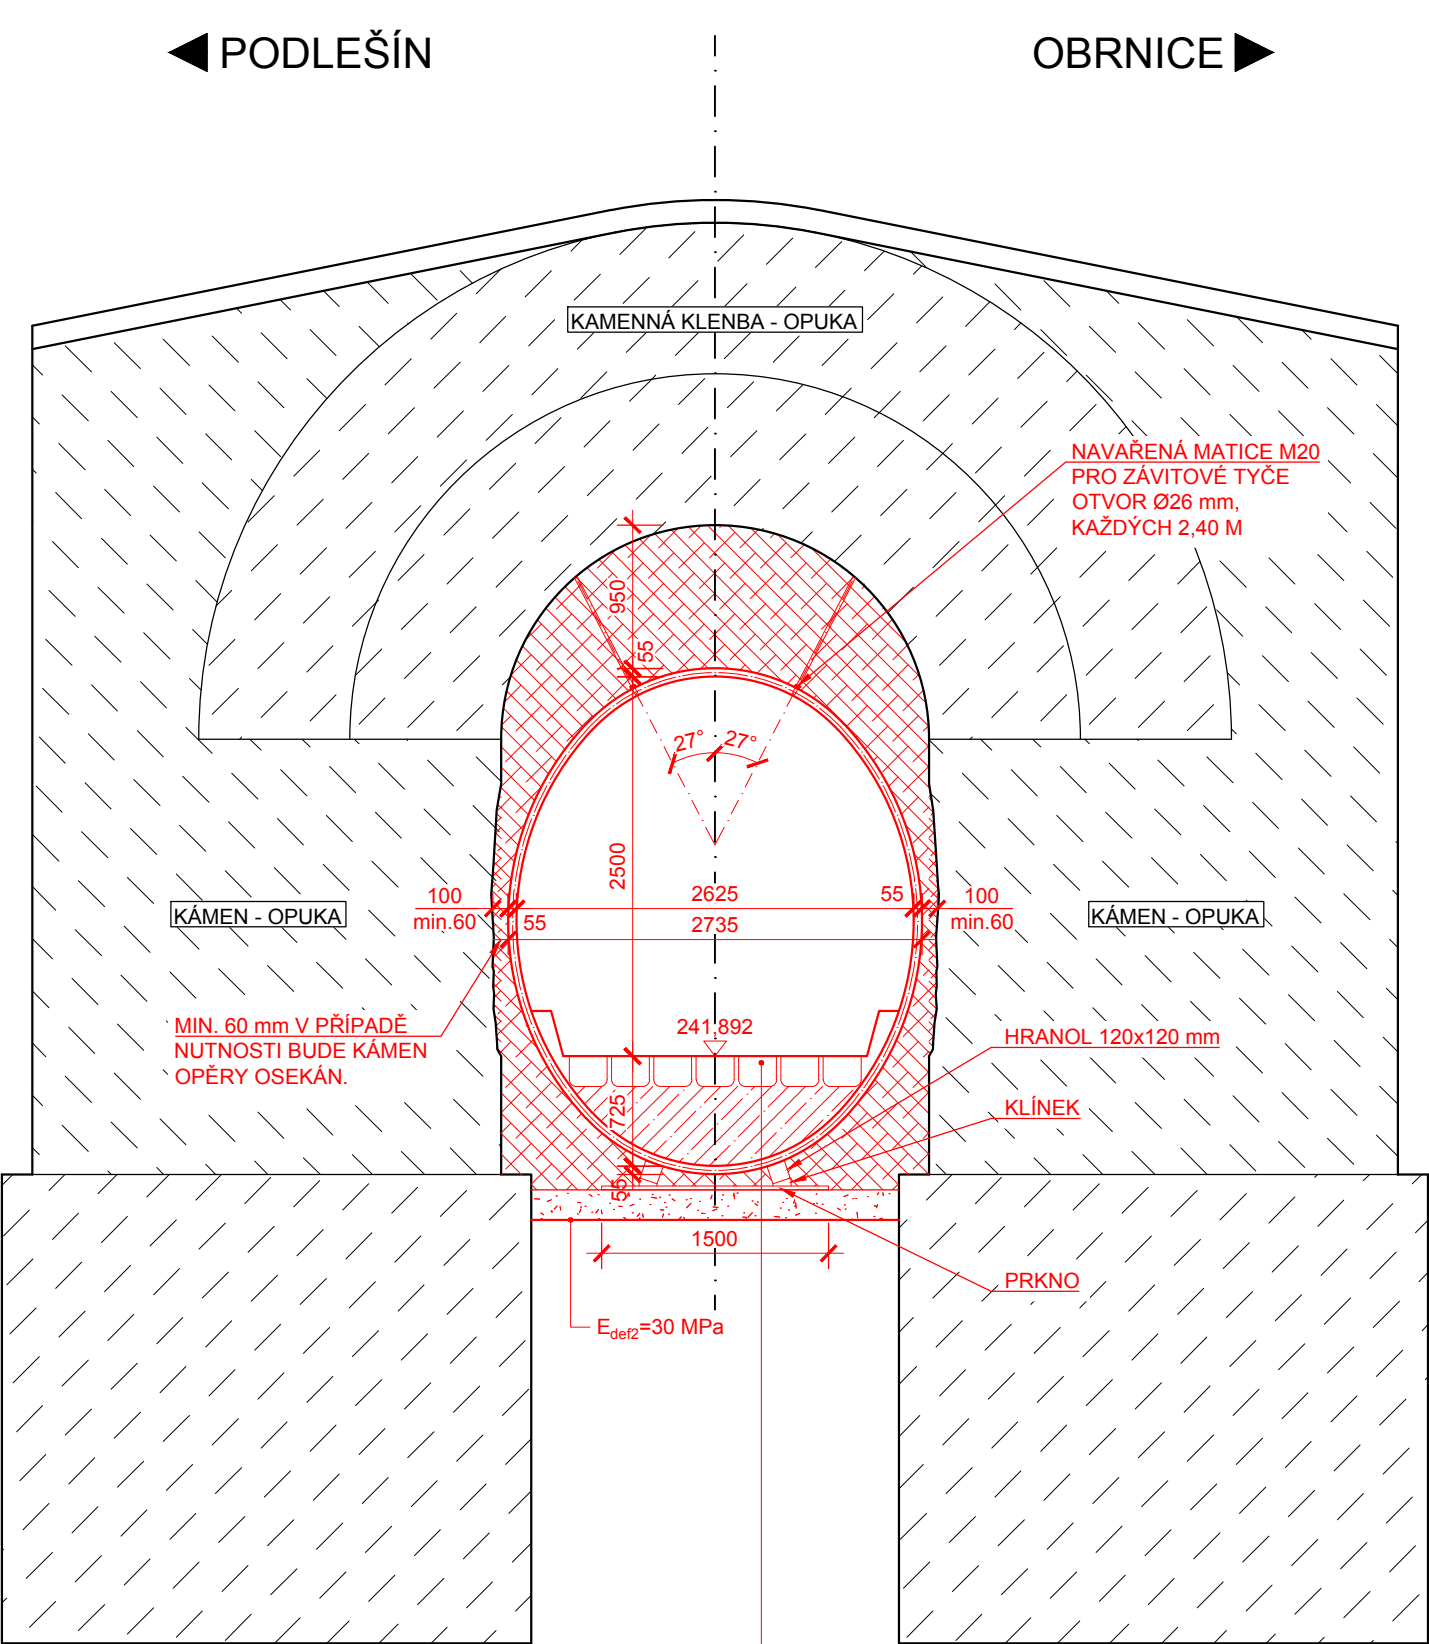 PODLEŠÍN
OBRNICE
KAMENNÁ KLENBA - OPUKA
NAVAŘENÁ MATICE M20
PRO ZÁVITOVÉ TYČE
OTVOR Ø26 mm,
KAŽDÝCH 2,40 M
950
55
27°
27°
2500
100
min.60
55
2625
2735
55
100
min.60
KÁMEN - OPUKA
KÁMEN - OPUKA
MIN. 60 mm V PŘÍPADĚ
NUTNOSTI BUDE KÁMEN
OPĚRY OSEKÁN.
241,892
HRANOL 120x120 mm
KLÍNEK
725
55
1500
PRKNO
Edef2=30 MPa